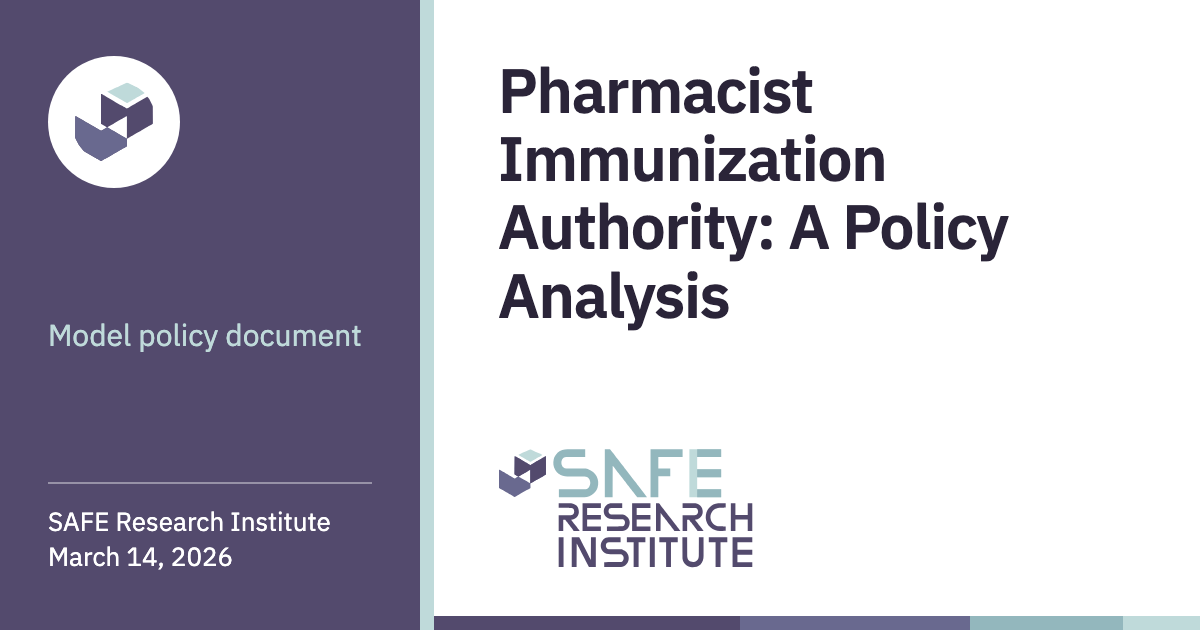 Model policy document
SAFE Research Institute
March 14, 2026
Pharmacist
Immunization
Authority: A Policy
Analysis
SAFE
RESEARCH
INSTITUTE